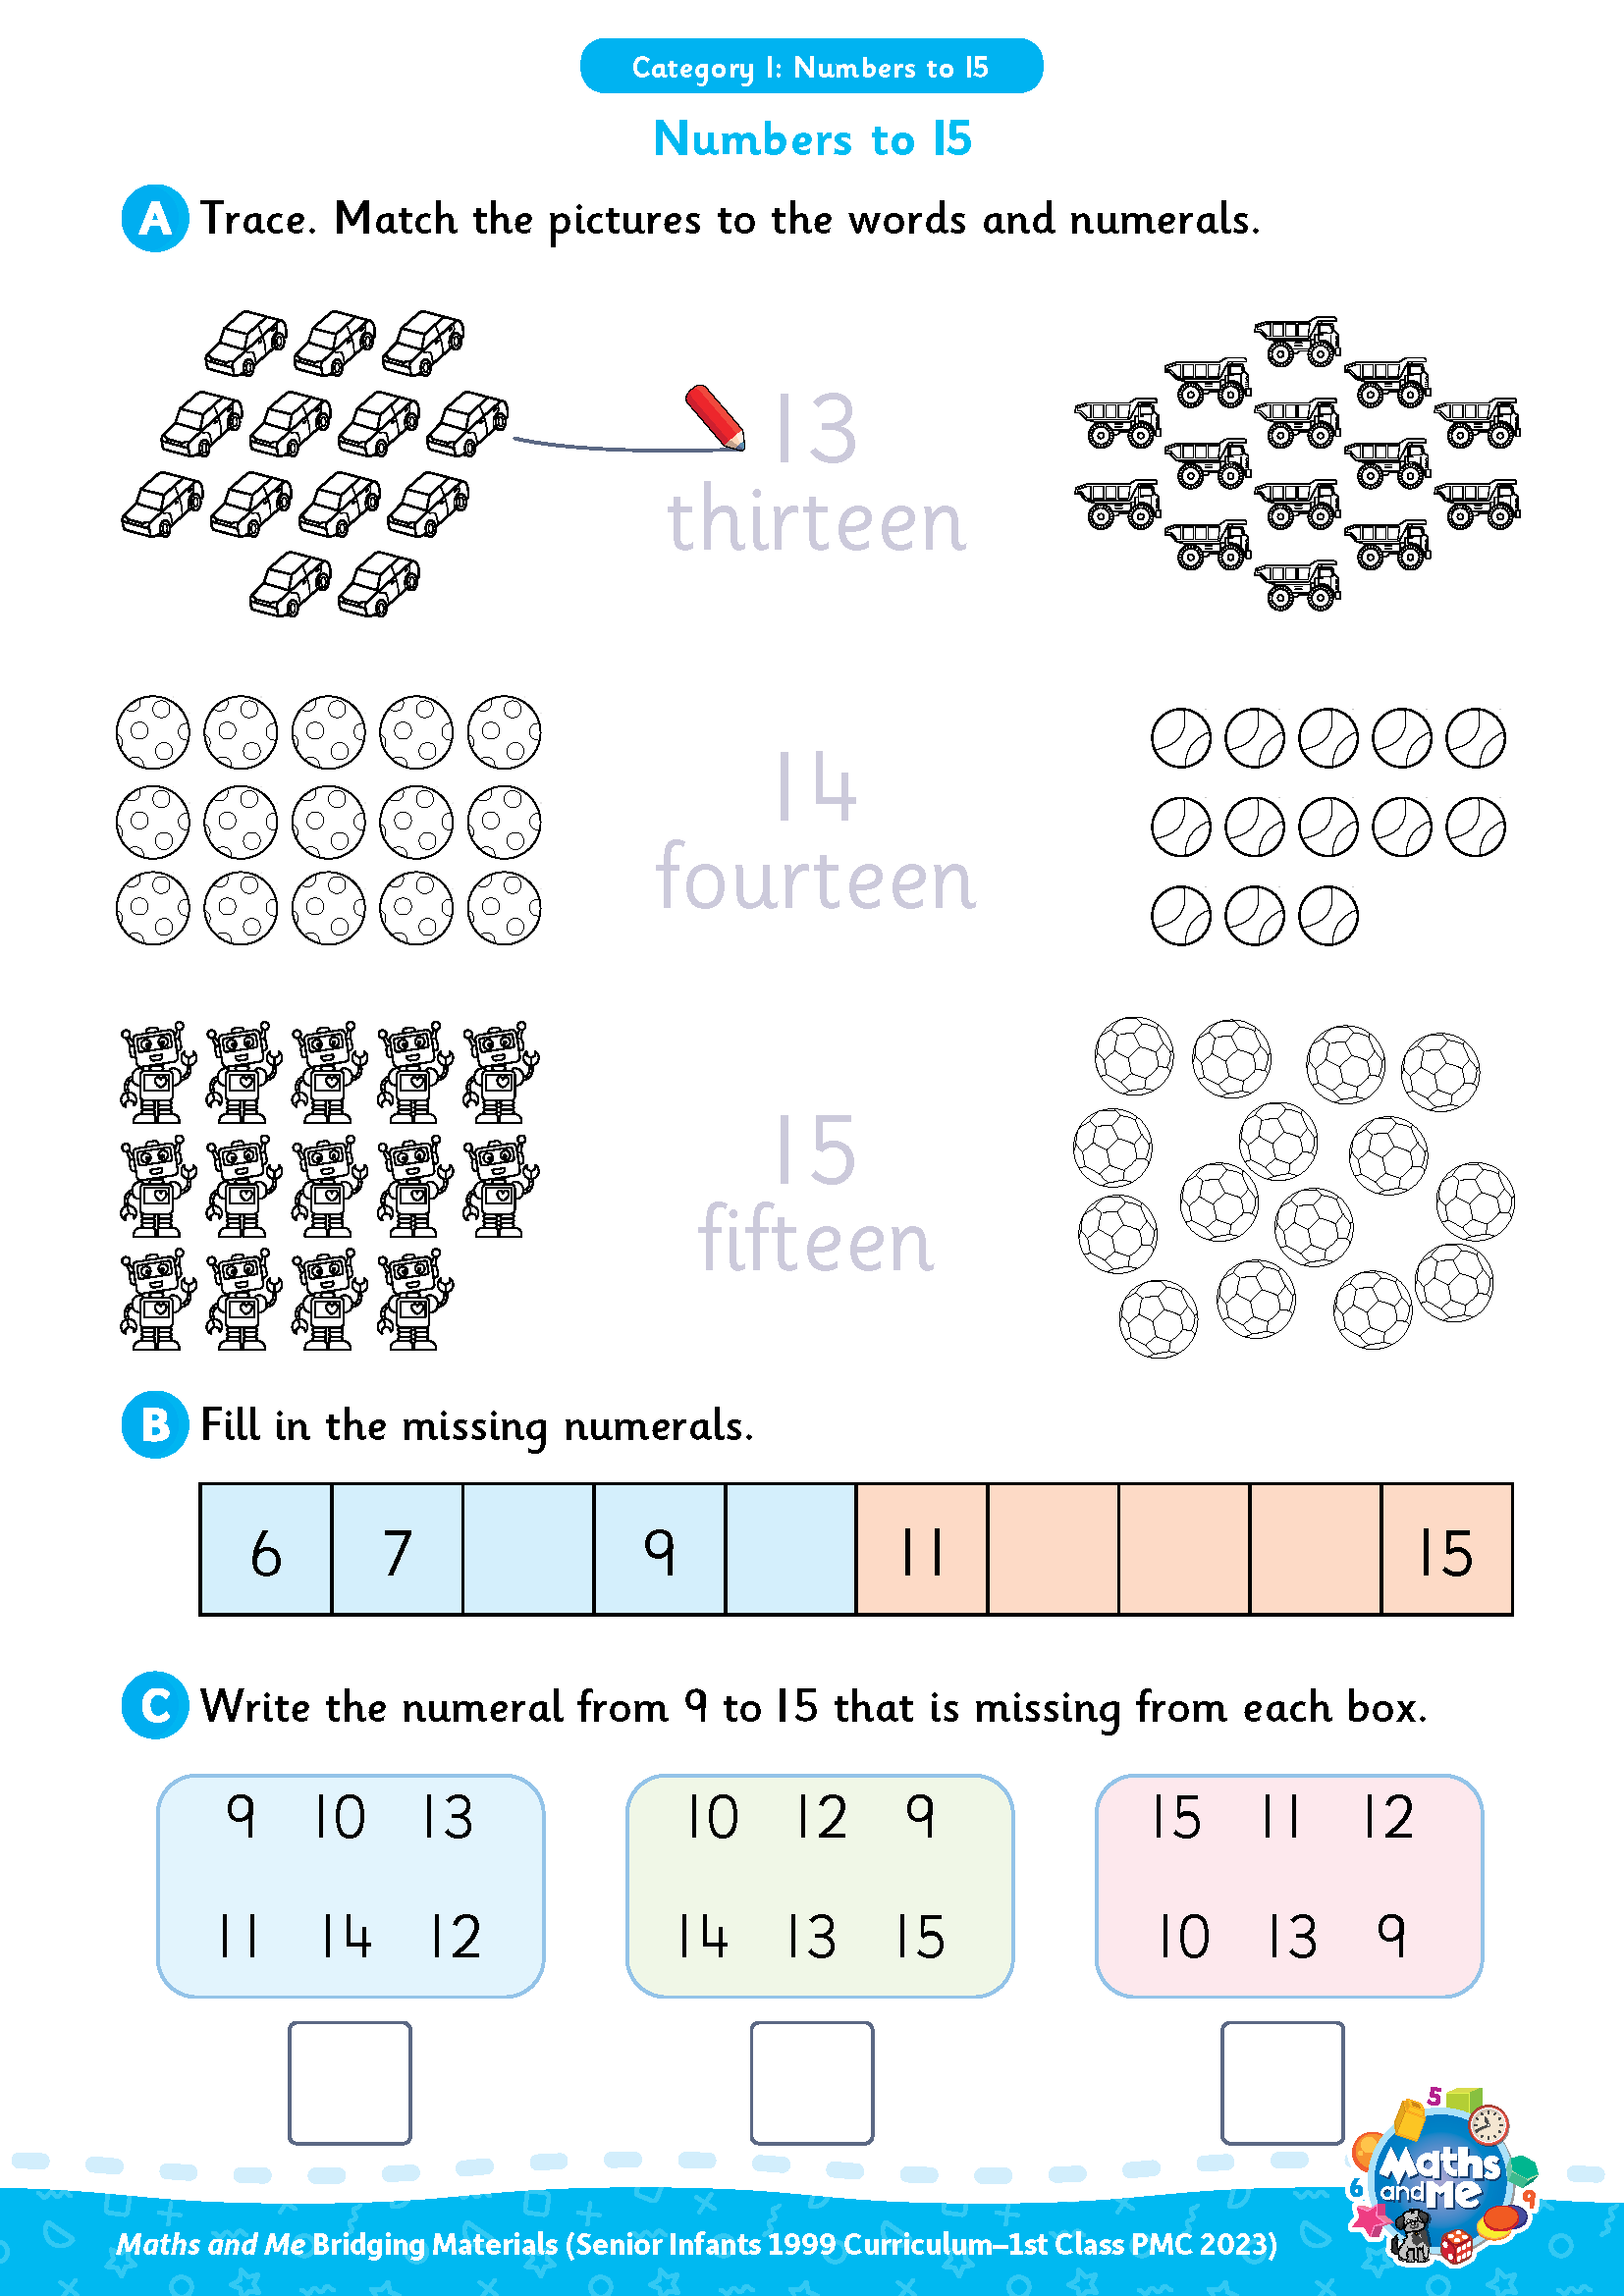 Category 1: Numbers to 15
Numbers to 15
A Trace. Match the pictures to the words and numerals.
13
thirteen
14
fourteen
15
fifteen
B Fill in the missing numerals.
6 7 9 11 15
C Write the numeral from 9 to 15 that is missing from each box.
9 10 13
11 14 12
10 12 9
14 13 15
15 11 12
10 13 9
5
6
9
Maths
and Me
Maths and Me Bridging Materials (Senior Infants 1999 Curriculum–1st Class PMC 2023)